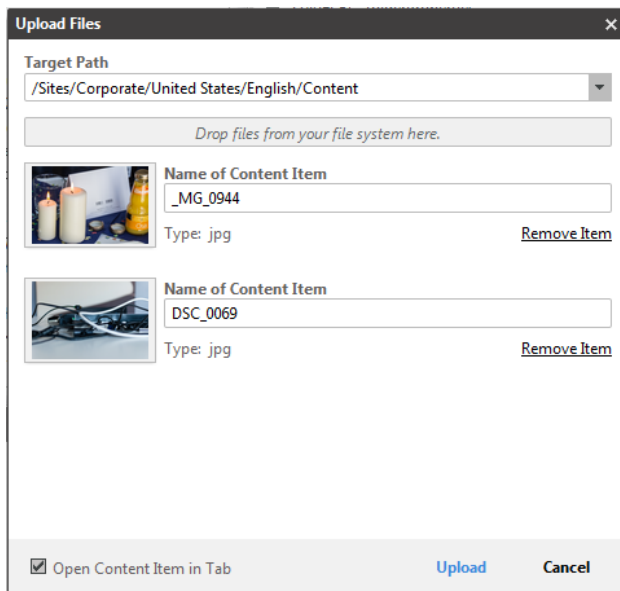 Upload Files
Target Path
/Sites/Corporate/United States/English/Content
Drop files from your file system here.
Name of Content Item
_MG_0944
Type: jpg
Remove Item
Name of Content Item
DSC_0069
Type: jpg
Remove Item
Open Content Item in Tab
Upload
Cancel